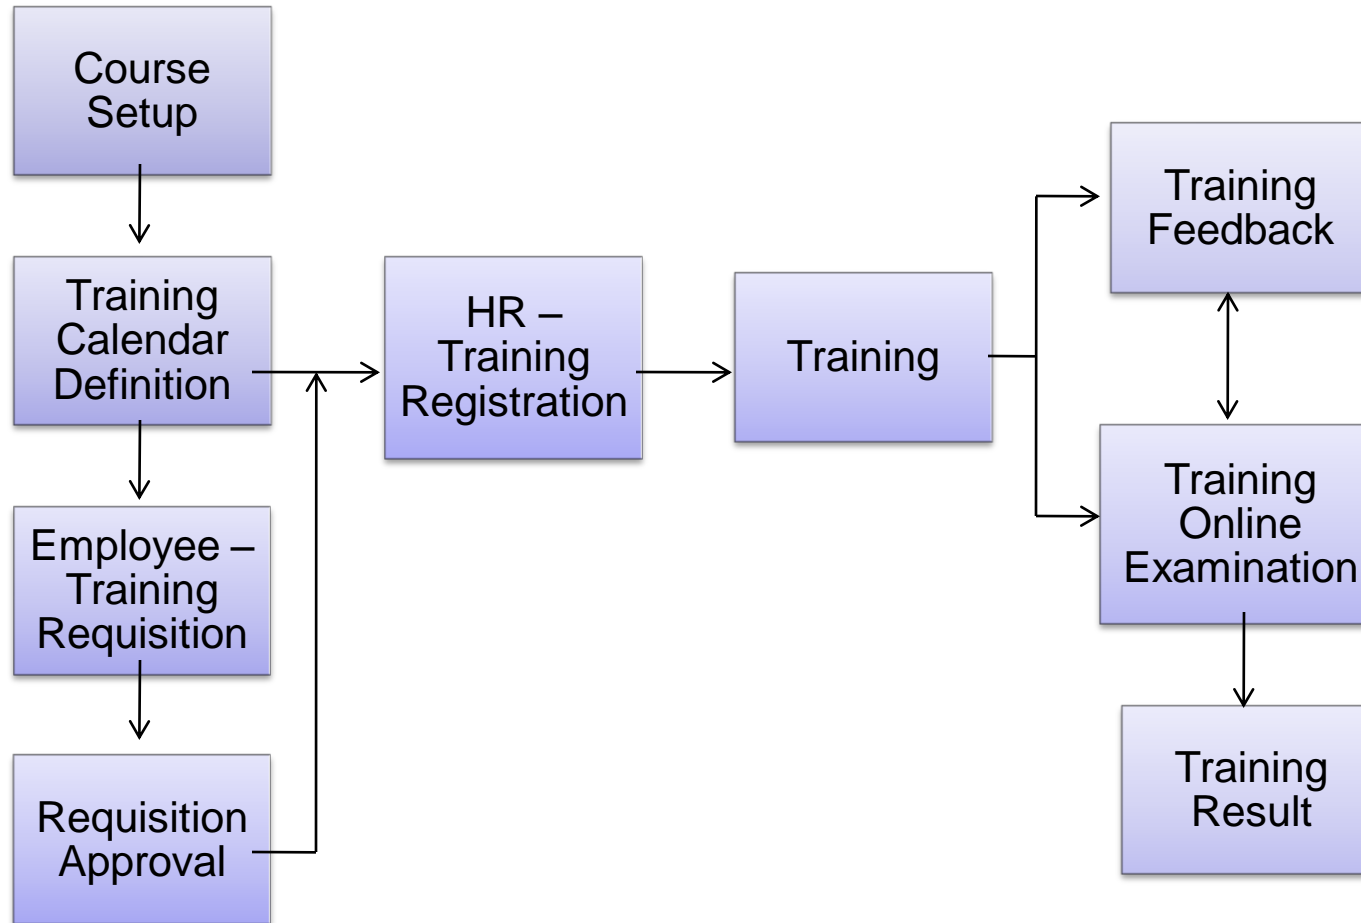 Course
Setup
Training
Calendar
Definition
Employee –
Training
Requisition
Requisition
Approval
HR –
Training
Registration
Training
Training
Feedback
Training
Online
Examination
Training
Result